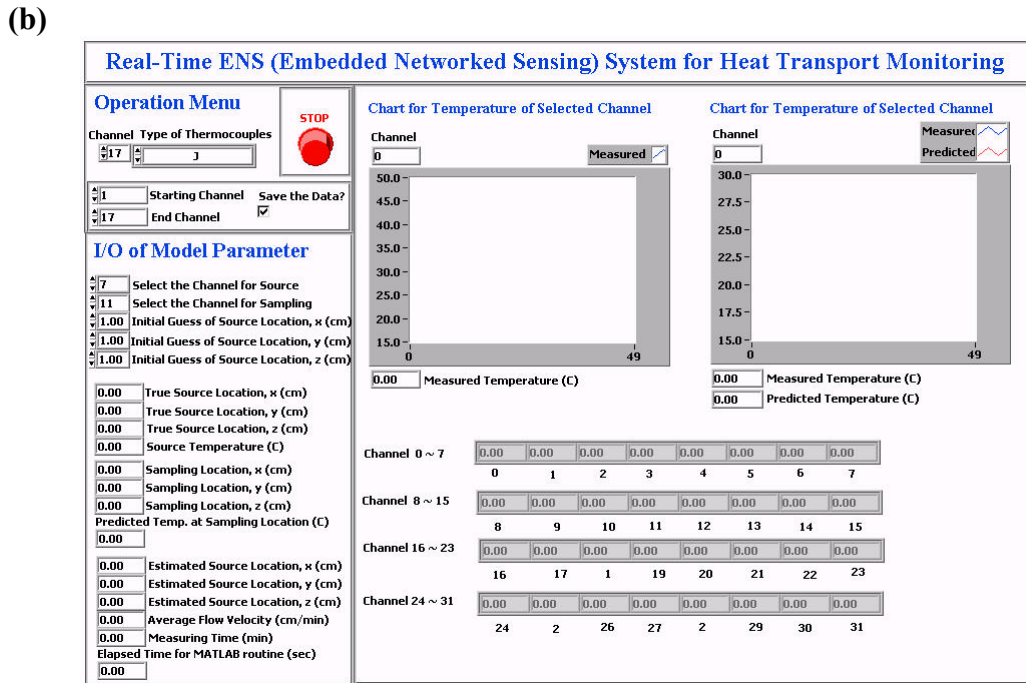 (b)
Real-Time ENS (Embedded Networked Sensing) System for Heat Transport Monitoring
Operation Menu
STOP
Channel Type of Thermocouples
17 J
1 Starting Channel Save the Data?
17 End Channel
I/O of Model Parameter
7 Select the Channel for Source
11 Select the Channel for Sampling
1.00 Initial Guess of Source Location, x (cm)
1.00 Initial Guess of Source Location, y (cm)
1.00 Initial Guess of Source Location, z (cm)
0.00 True Source Location, x (cm)
0.00 True Source Location, y (cm)
0.00 True Source Location, z (cm)
0.00 Source Temperature (C)
0.00 Sampling Location, x (cm)
0.00 Sampling Location, y (cm)
0.00 Sampling Location, z (cm)
Predicted Temp. at Sampling Location (C)
0.00
0.00 Estimated Source Location, x (cm)
0.00 Estimated Source Location, y (cm)
0.00 Estimated Source Location, z (cm)
0.00 Average Flow Velocity (cm/min)
0.00 Measuring Time (min)
Elapsed Time for MATLAB routine (sec)
0.00
Chart for Temperature of Selected Channel
Channel
0 Measured
50.0
45.0
40.0
35.0
30.0
25.0
20.0
15.0
0 49
0.00 Measured Temperature (C)
Chart for Temperature of Selected Channel
Channel Measured
0 Predicted
30.0
27.5
25.0
22.5
20.0
17.5
15.0
0 49
0.00 Measured Temperature (C)
0.00 Predicted Temperature (C)
Channel 0 ~ 7 0.00 0.00 0.00 0.00 0.00 0.00 0.00 0.00
0 1 2 3 4 5 6 7
Channel 8 ~ 15 0.00 0.00 0.00 0.00 0.00 0.00 0.00 0.00
8 9 10 11 12 13 14 15
Channel 16 ~ 23 0.00 0.00 0.00 0.00 0.00 0.00 0.00 0.00
16 17 1 19 20 21 22 23
Channel 24 ~ 31 0.00 0.00 0.00 0.00 0.00 0.00 0.00 0.00
24 2 26 27 2 29 30 31